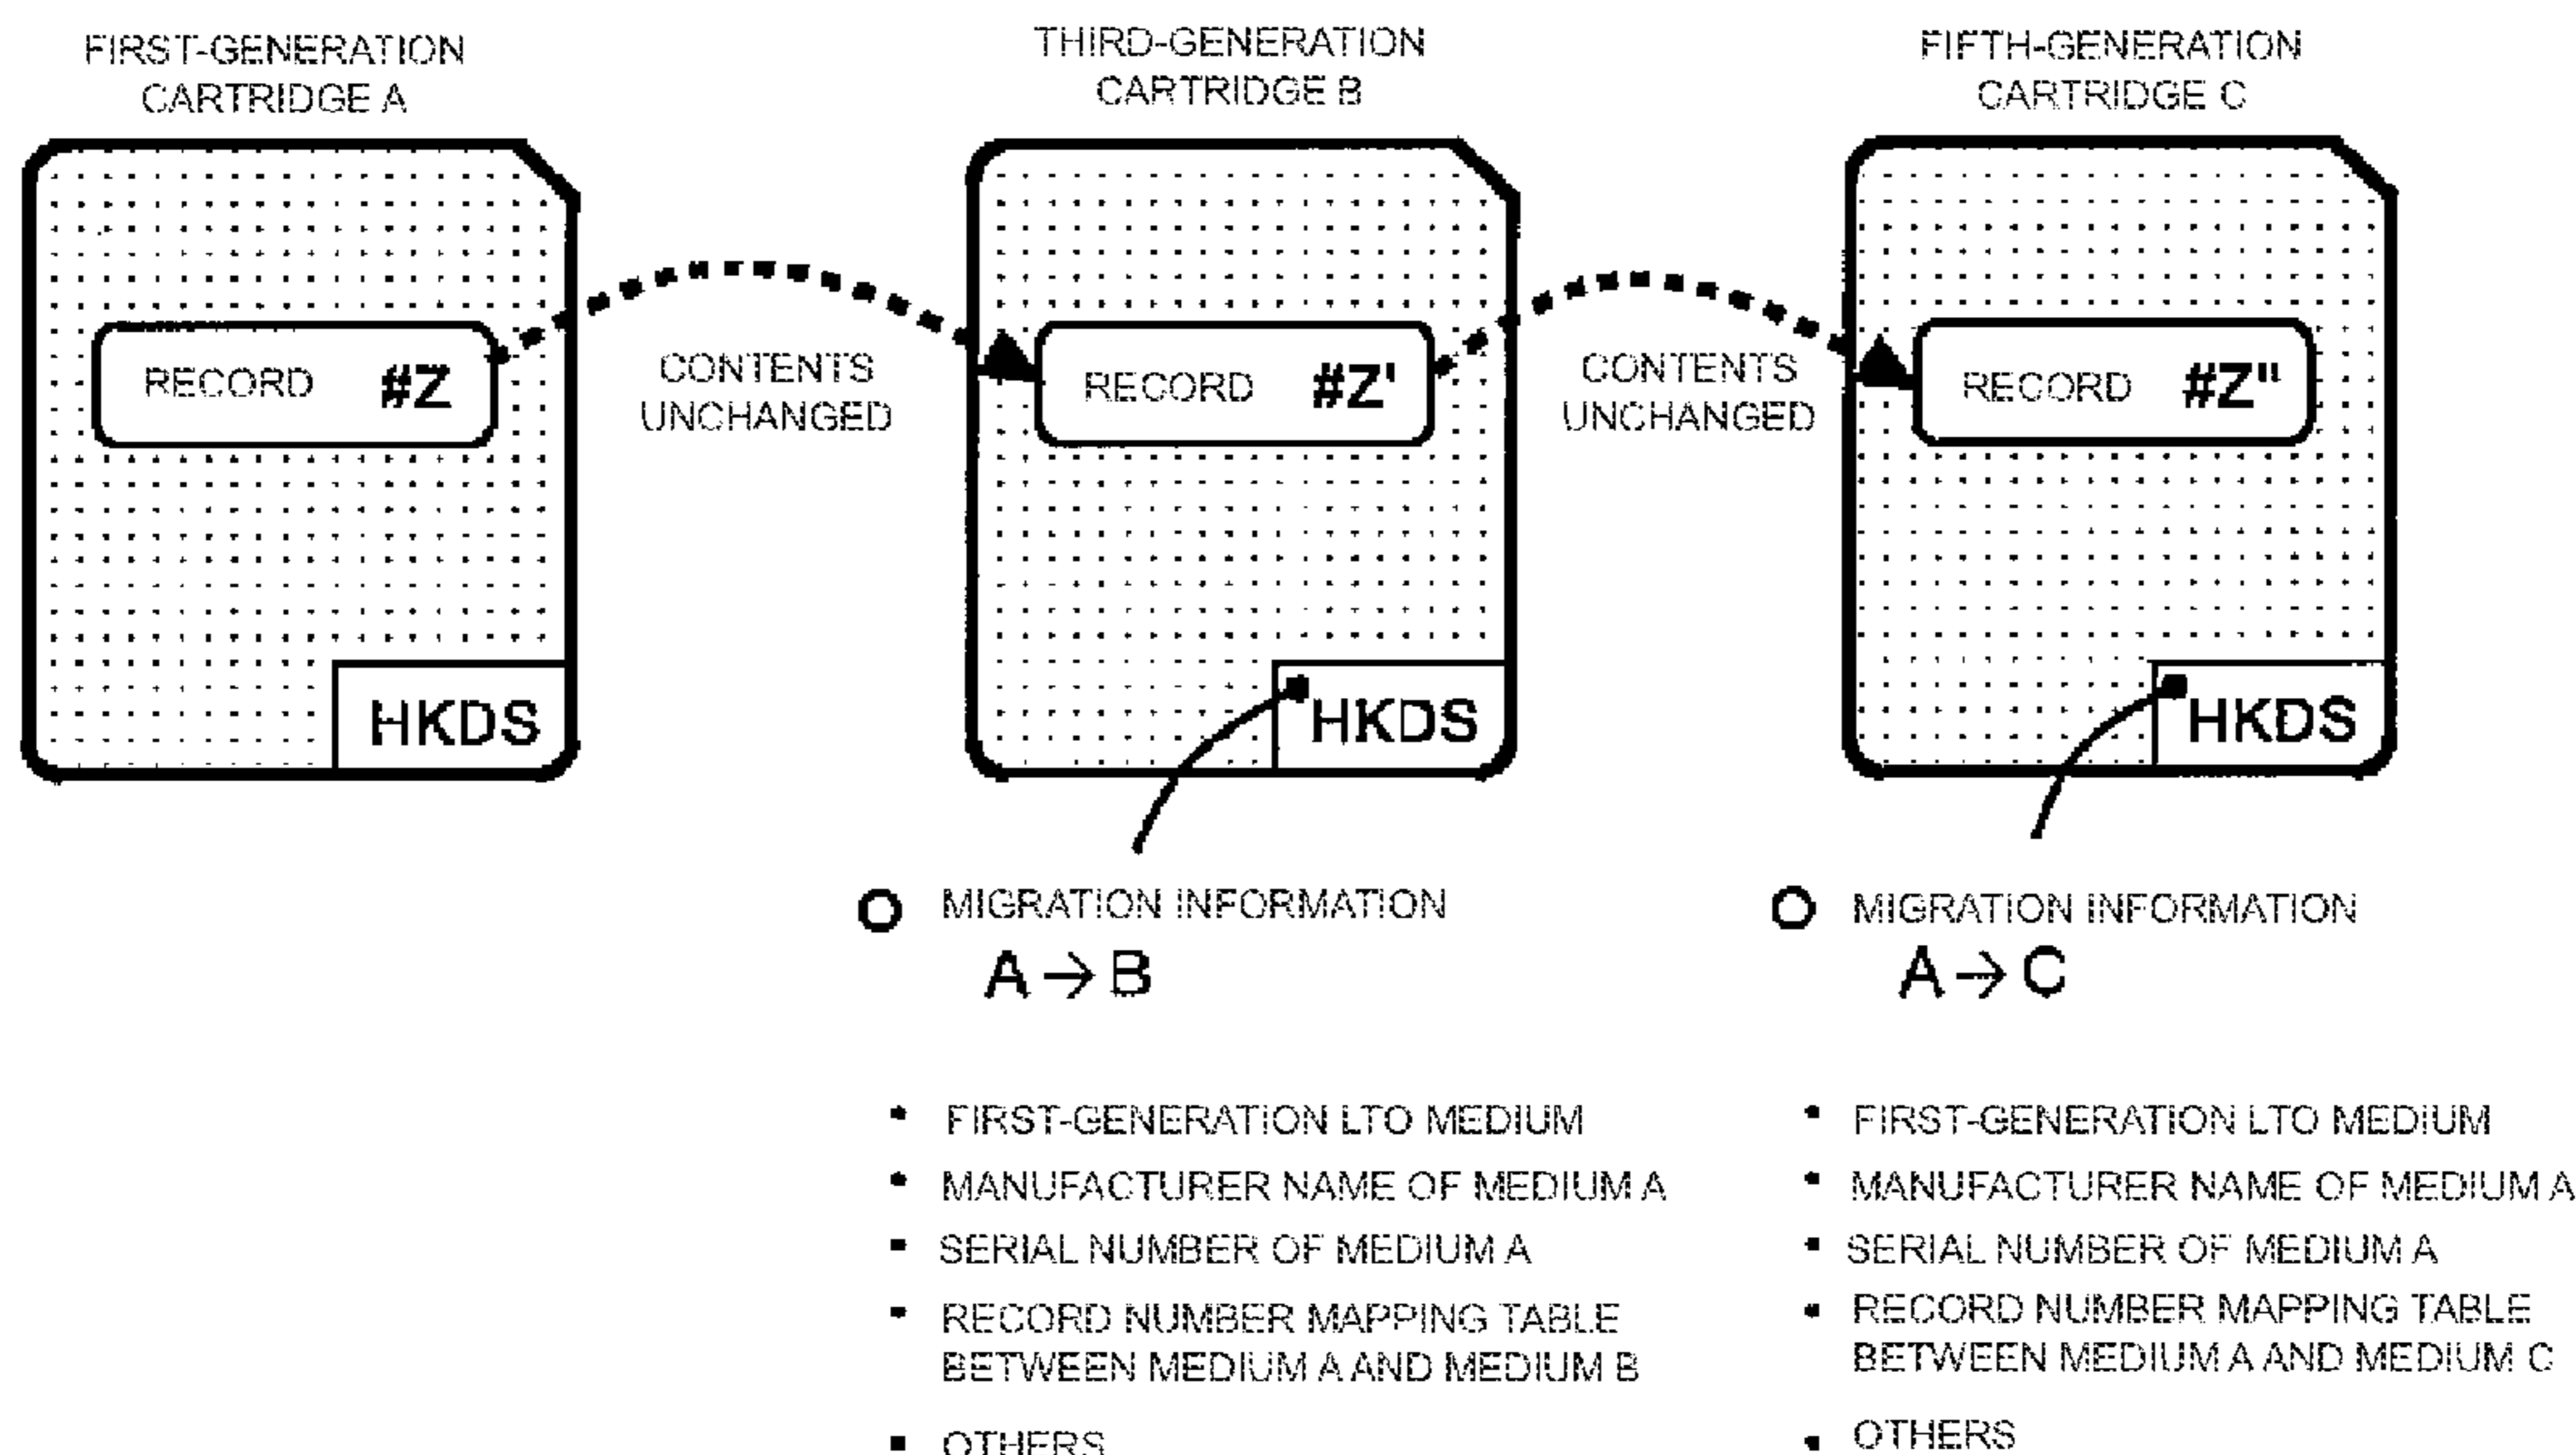 FIRST-GENERATION
CARTRIDGE A
THIRD-GENERATION
CARTRIDGE B
FIFTH-GENERATION
CARTRIDGE C
RECORD #Z
CONTENTS
UNCHANGED
RECORD #Z'
CONTENTS
UNCHANGED
RECORD #Z"
HKDS
HKDS
HKDS
MIGRATION INFORMATION
A→B
• FIRST-GENERATION LTO MEDIUM
• MANUFACTURER NAME OF MEDIUM A
• SERIAL NUMBER OF MEDIUM A
• RECORD NUMBER MAPPING TABLE
BETWEEN MEDIUM A AND MEDIUM B
• OTHERS
MIGRATION INFORMATION
A→C
• FIRST-GENERATION LTO MEDIUM
• MANUFACTURER NAME OF MEDIUM A
• SERIAL NUMBER OF MEDIUM A
• RECORD NUMBER MAPPING TABLE
BETWEEN MEDIUM A AND MEDIUM C
• OTHERS